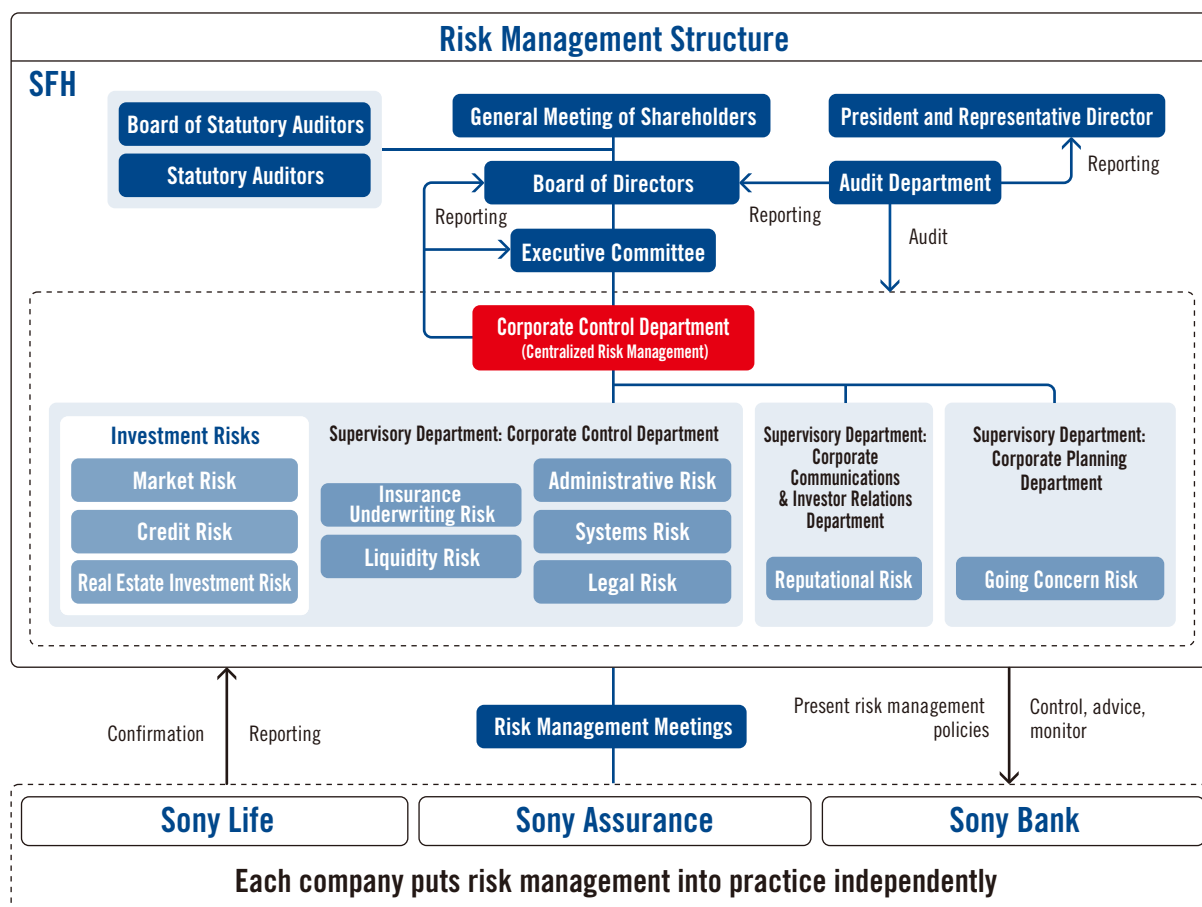 Risk Management Structure
SFH
Board of Statutory Auditors
Statutory Auditors
General Meeting of Shareholders
President and Representative Director
Reporting
Board of Directors
Audit Department
Reporting
Reporting
Audit
Executive Committee
Corporate Control Department
(Centralized Risk Management)
Investment Risks
Market Risk
Credit Risk
Real Estate Investment Risk
Supervisory Department: Corporate Control Department
Insurance
Underwriting Risk
Liquidity Risk
Administrative Risk
Systems Risk
Legal Risk
Supervisory Department:
Corporate
Communications
& Investor Relations
Department
Reputational Risk
Supervisory Department:
Corporate Planning
Department
Going Concern Risk
Confirmation
Reporting
Risk Management Meetings
Present risk management
policies
Control, advice,
monitor
Sony Life
Sony Assurance
Sony Bank
Each company puts risk management into practice independently